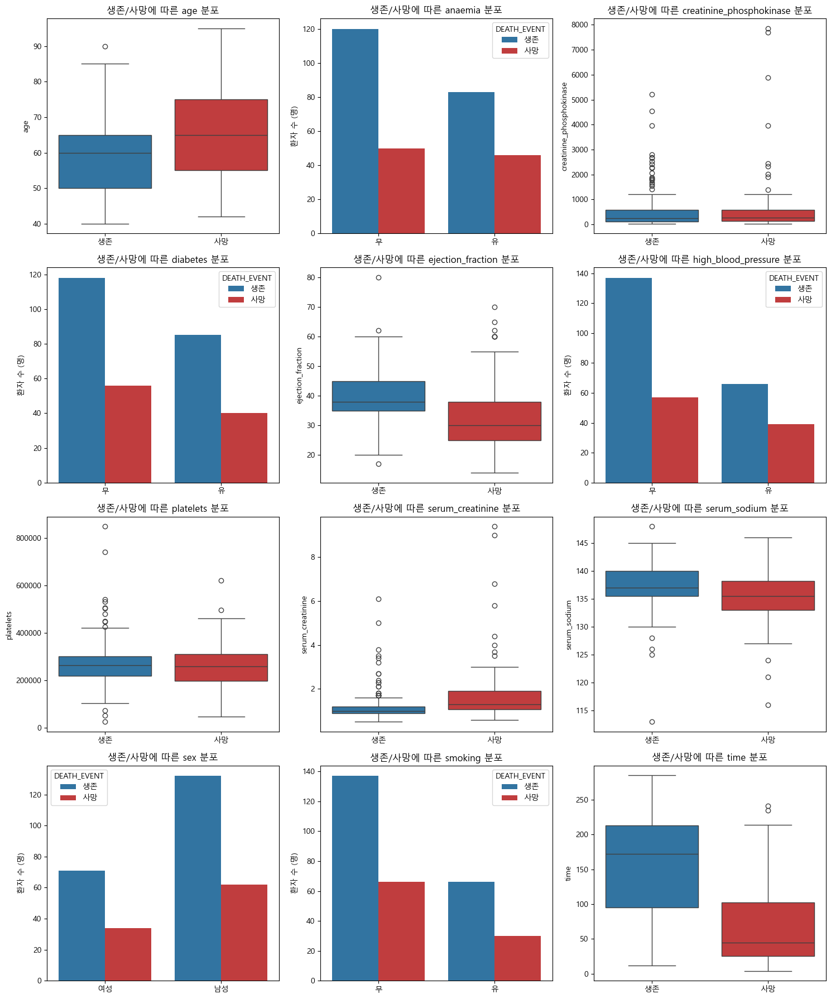 생존/사망에 따른 age 분포
age
90
80
70
60
50
40
생존
사망
생존/사망에 따른 anaemia 분포
환자 수 (명)
120
100
80
60
40
20
0
DEATH_EVENT
생존
사망
무
유
생존/사망에 따른 creatinine_phosphokinase 분포
creatinine_phosphokinase
8000
7000
6000
5000
4000
3000
2000
1000
0
생존
사망
생존/사망에 따른 diabetes 분포
환자 수 (명)
120
100
80
60
40
20
0
DEATH_EVENT
생존
사망
무
유
생존/사망에 따른 ejection_fraction 분포
ejection_fraction
80
70
60
50
40
30
20
생존
사망
생존/사망에 따른 high_blood_pressure 분포
환자 수 (명)
140
120
100
80
60
40
20
0
DEATH_EVENT
생존
사망
무
유
생존/사망에 따른 platelets 분포
platelets
800000
600000
400000
200000
0
생존
사망
생존/사망에 따른 serum_creatinine 분포
serum_creatinine
8
6
4
2
생존
사망
생존/사망에 따른 serum_sodium 분포
serum_sodium
145
140
135
130
125
120
115
생존
사망
생존/사망에 따른 sex 분포
환자 수 (명)
120
100
80
60
40
20
0
DEATH_EVENT
생존
사망
여성
남성
생존/사망에 따른 smoking 분포
환자 수 (명)
140
120
100
80
60
40
20
0
DEATH_EVENT
생존
사망
무
유
생존/사망에 따른 time 분포
time
250
200
150
100
50
0
생존
사망